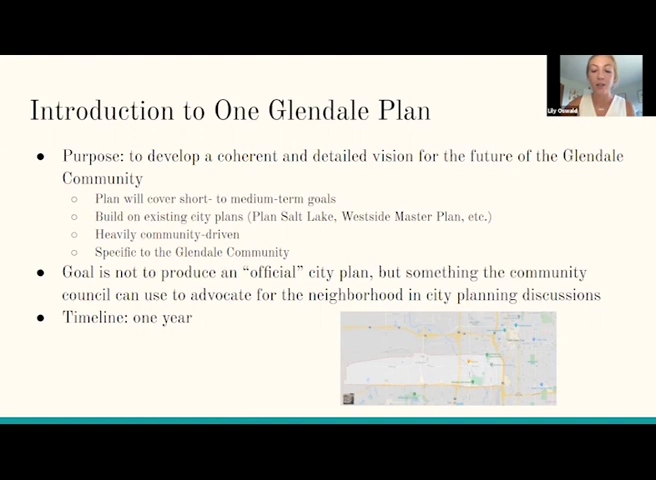 Lily Oswald
Introduction to One Glendale Plan
● Purpose: to develop a coherent and detailed vision for the future of the Glendale
Community
○ Plan will cover short- to medium-term goals
○ Build on existing city plans (Plan Salt Lake, Westside Master Plan, etc.)
○ Heavily community-driven
○ Specific to the Glendale Community
● Goal is not to produce an “official” city plan, but something the community
council can use to advocate for the neighborhood in city planning discussions
● Timeline: one year